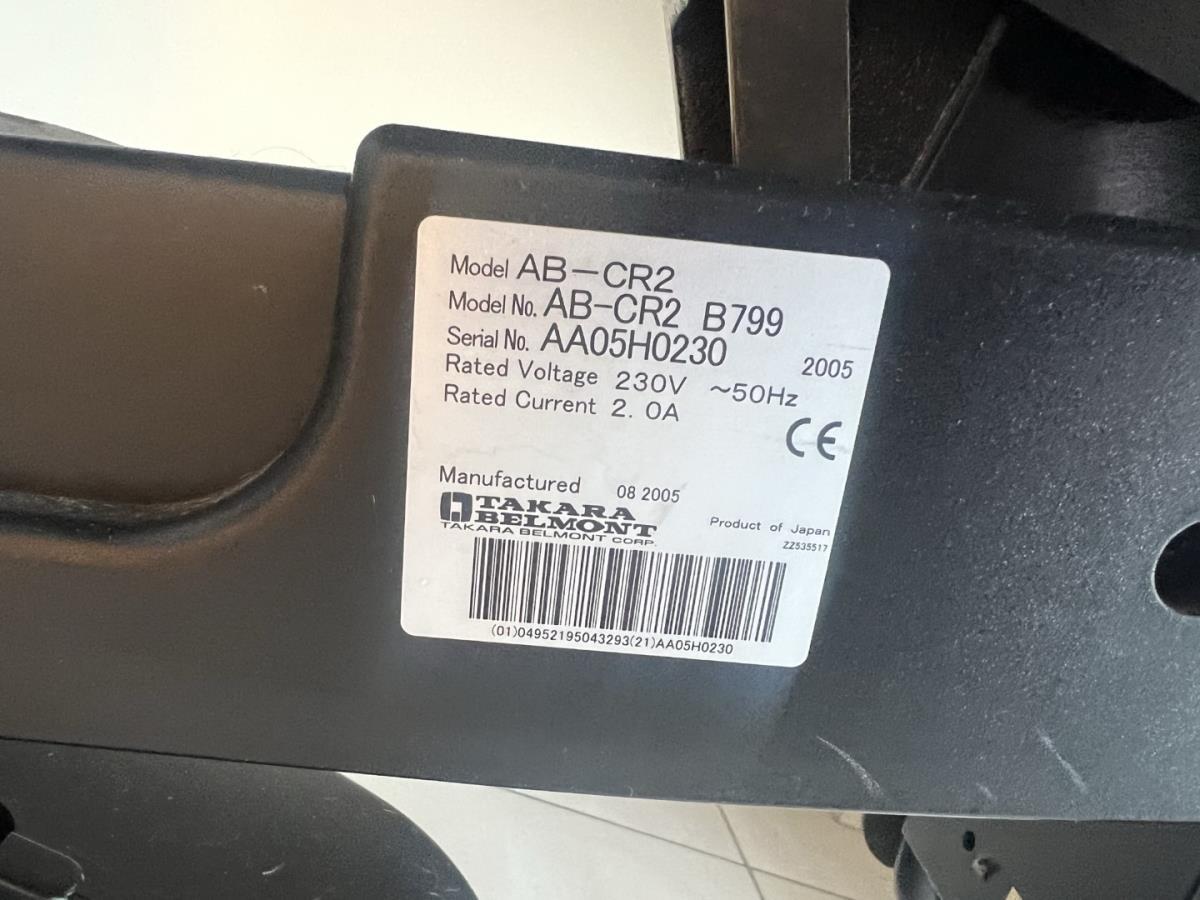 Model AB-CR2
Model No. AB-CR2 B799
Serial No. AA05H0230
2005
Rated Voltage 230V ~50Hz
Rated Current 2. 0A
CE
Manufactured 08 2005
TAKARA
BELMONT
TAKARA BELMONT CORP.
Product of Japan
ZZ535517
(01)04952195043293(21)AA05H0230